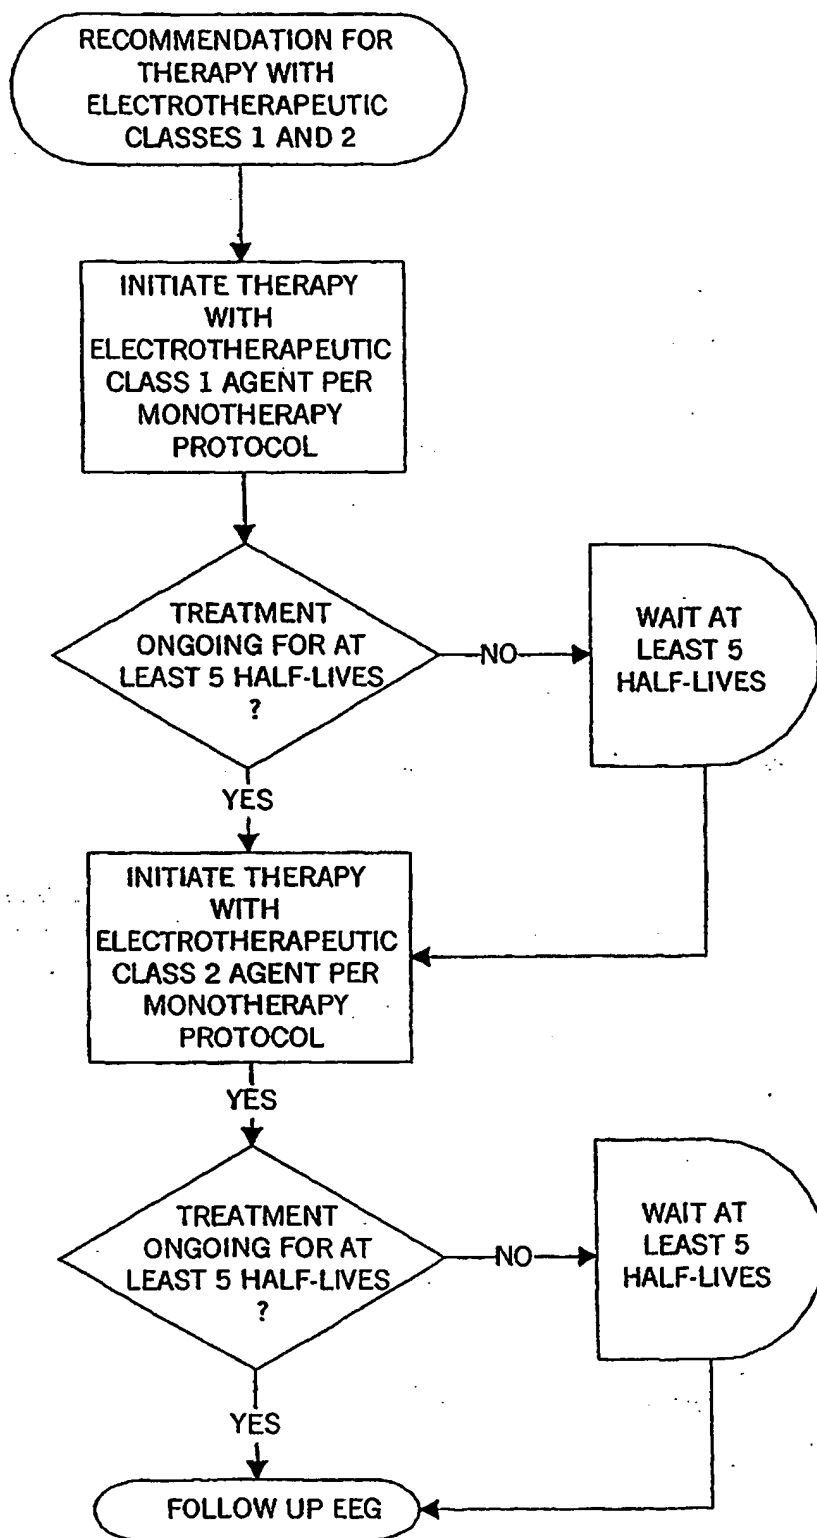 RECOMMENDATION FOR
THERAPY WITH
ELECTROTHERAPEUTIC
CLASSES 1 AND 2
INITIATE THERAPY
WITH
ELECTROTHERAPEUTIC
CLASS 1 AGENT PER
MONOTHERAPY
PROTOCOL
TREATMENT
ONGOING FOR AT
LEAST 5 HALF-LIVES
?
NO
WAIT AT
LEAST 5
HALF-LIVES
YES
INITIATE THERAPY
WITH
ELECTROTHERAPEUTIC
CLASS 2 AGENT PER
MONOTHERAPY
PROTOCOL
YES
TREATMENT
ONGOING FOR AT
LEAST 5 HALF-LIVES
?
NO
WAIT AT
LEAST 5
HALF-LIVES
YES
FOLLOW UP EEG